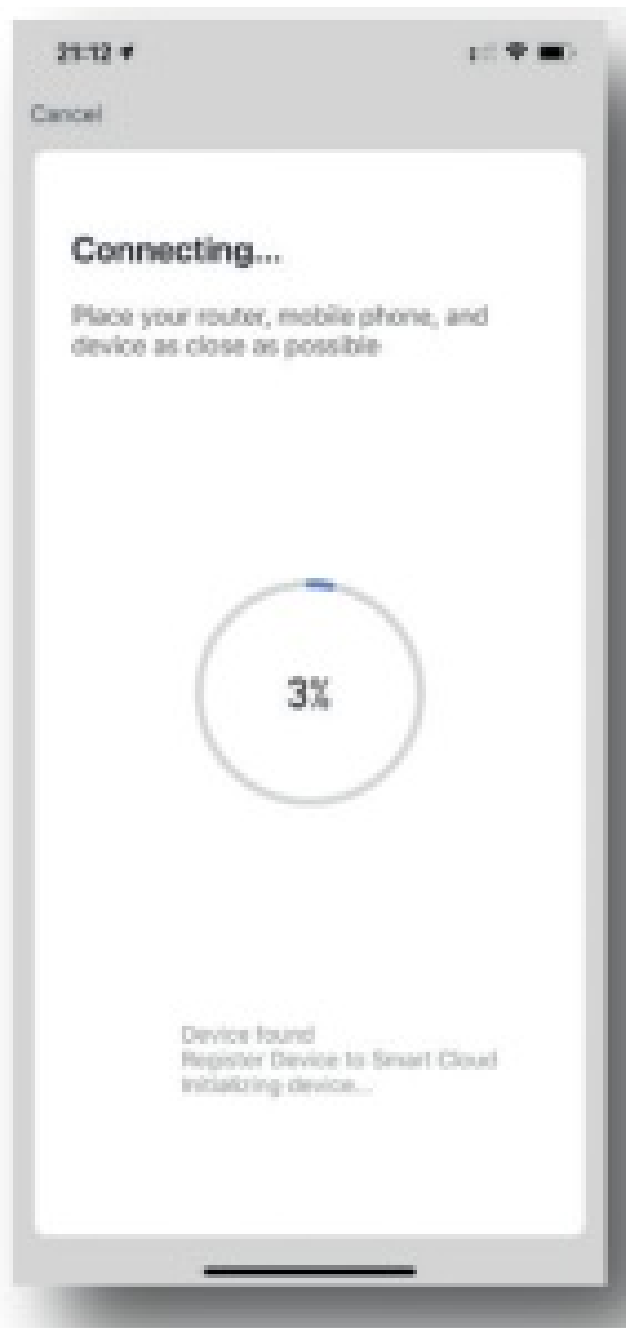 21:12
Cancel
Connecting...
Place your router, mobile phone, and
device as close as possible
3%
Device found
Register Device to Smart Cloud
Initializing device...